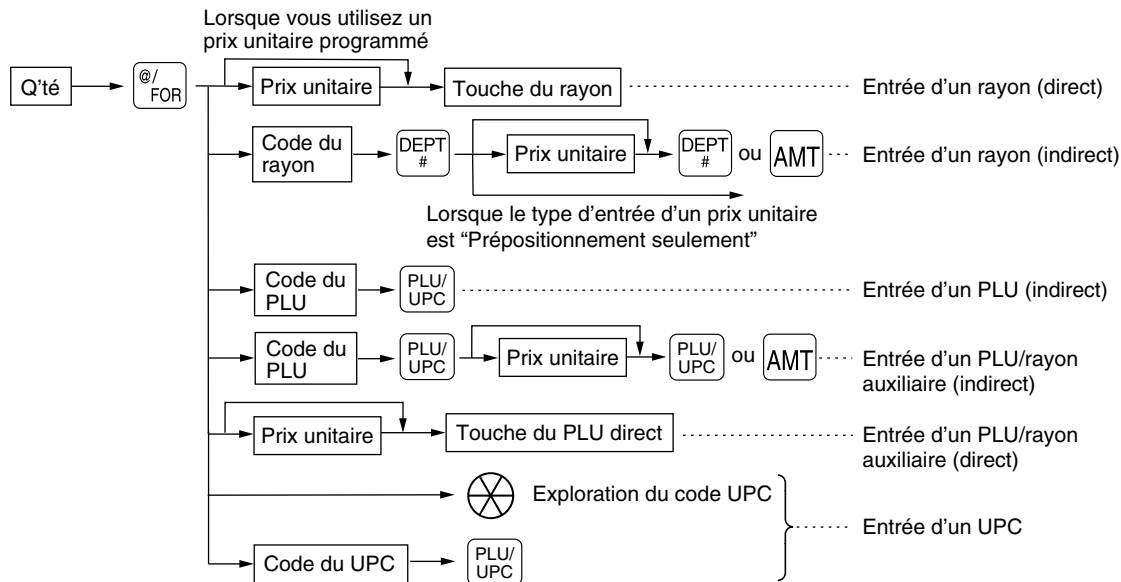 Lorsque vous utilisez un
prix unitaire programmé
Q'té @/FOR Prix unitaire Touche du rayon Entrée d'un rayon (direct)
Code du
rayon
DEPT
#
Prix unitaire
DEPT
#
ou AMT Entrée d'un rayon (indirect)
Lorsque le type d'entrée d'un prix unitaire
est “Prépositionnement seulement”
Code du
PLU
PLU/
UPC
Entrée d'un PLU (indirect)
Code du
PLU
PLU/
UPC
Prix unitaire
PLU/
UPC
ou AMT
Entrée d'un PLU/rayon
auxiliaire (indirect)
Prix unitaire Touche du PLU direct
Entrée d'un PLU/rayon
auxiliaire (direct)
Exploration du code UPC
Entrée d'un UPC
Code du UPC
PLU/
UPC